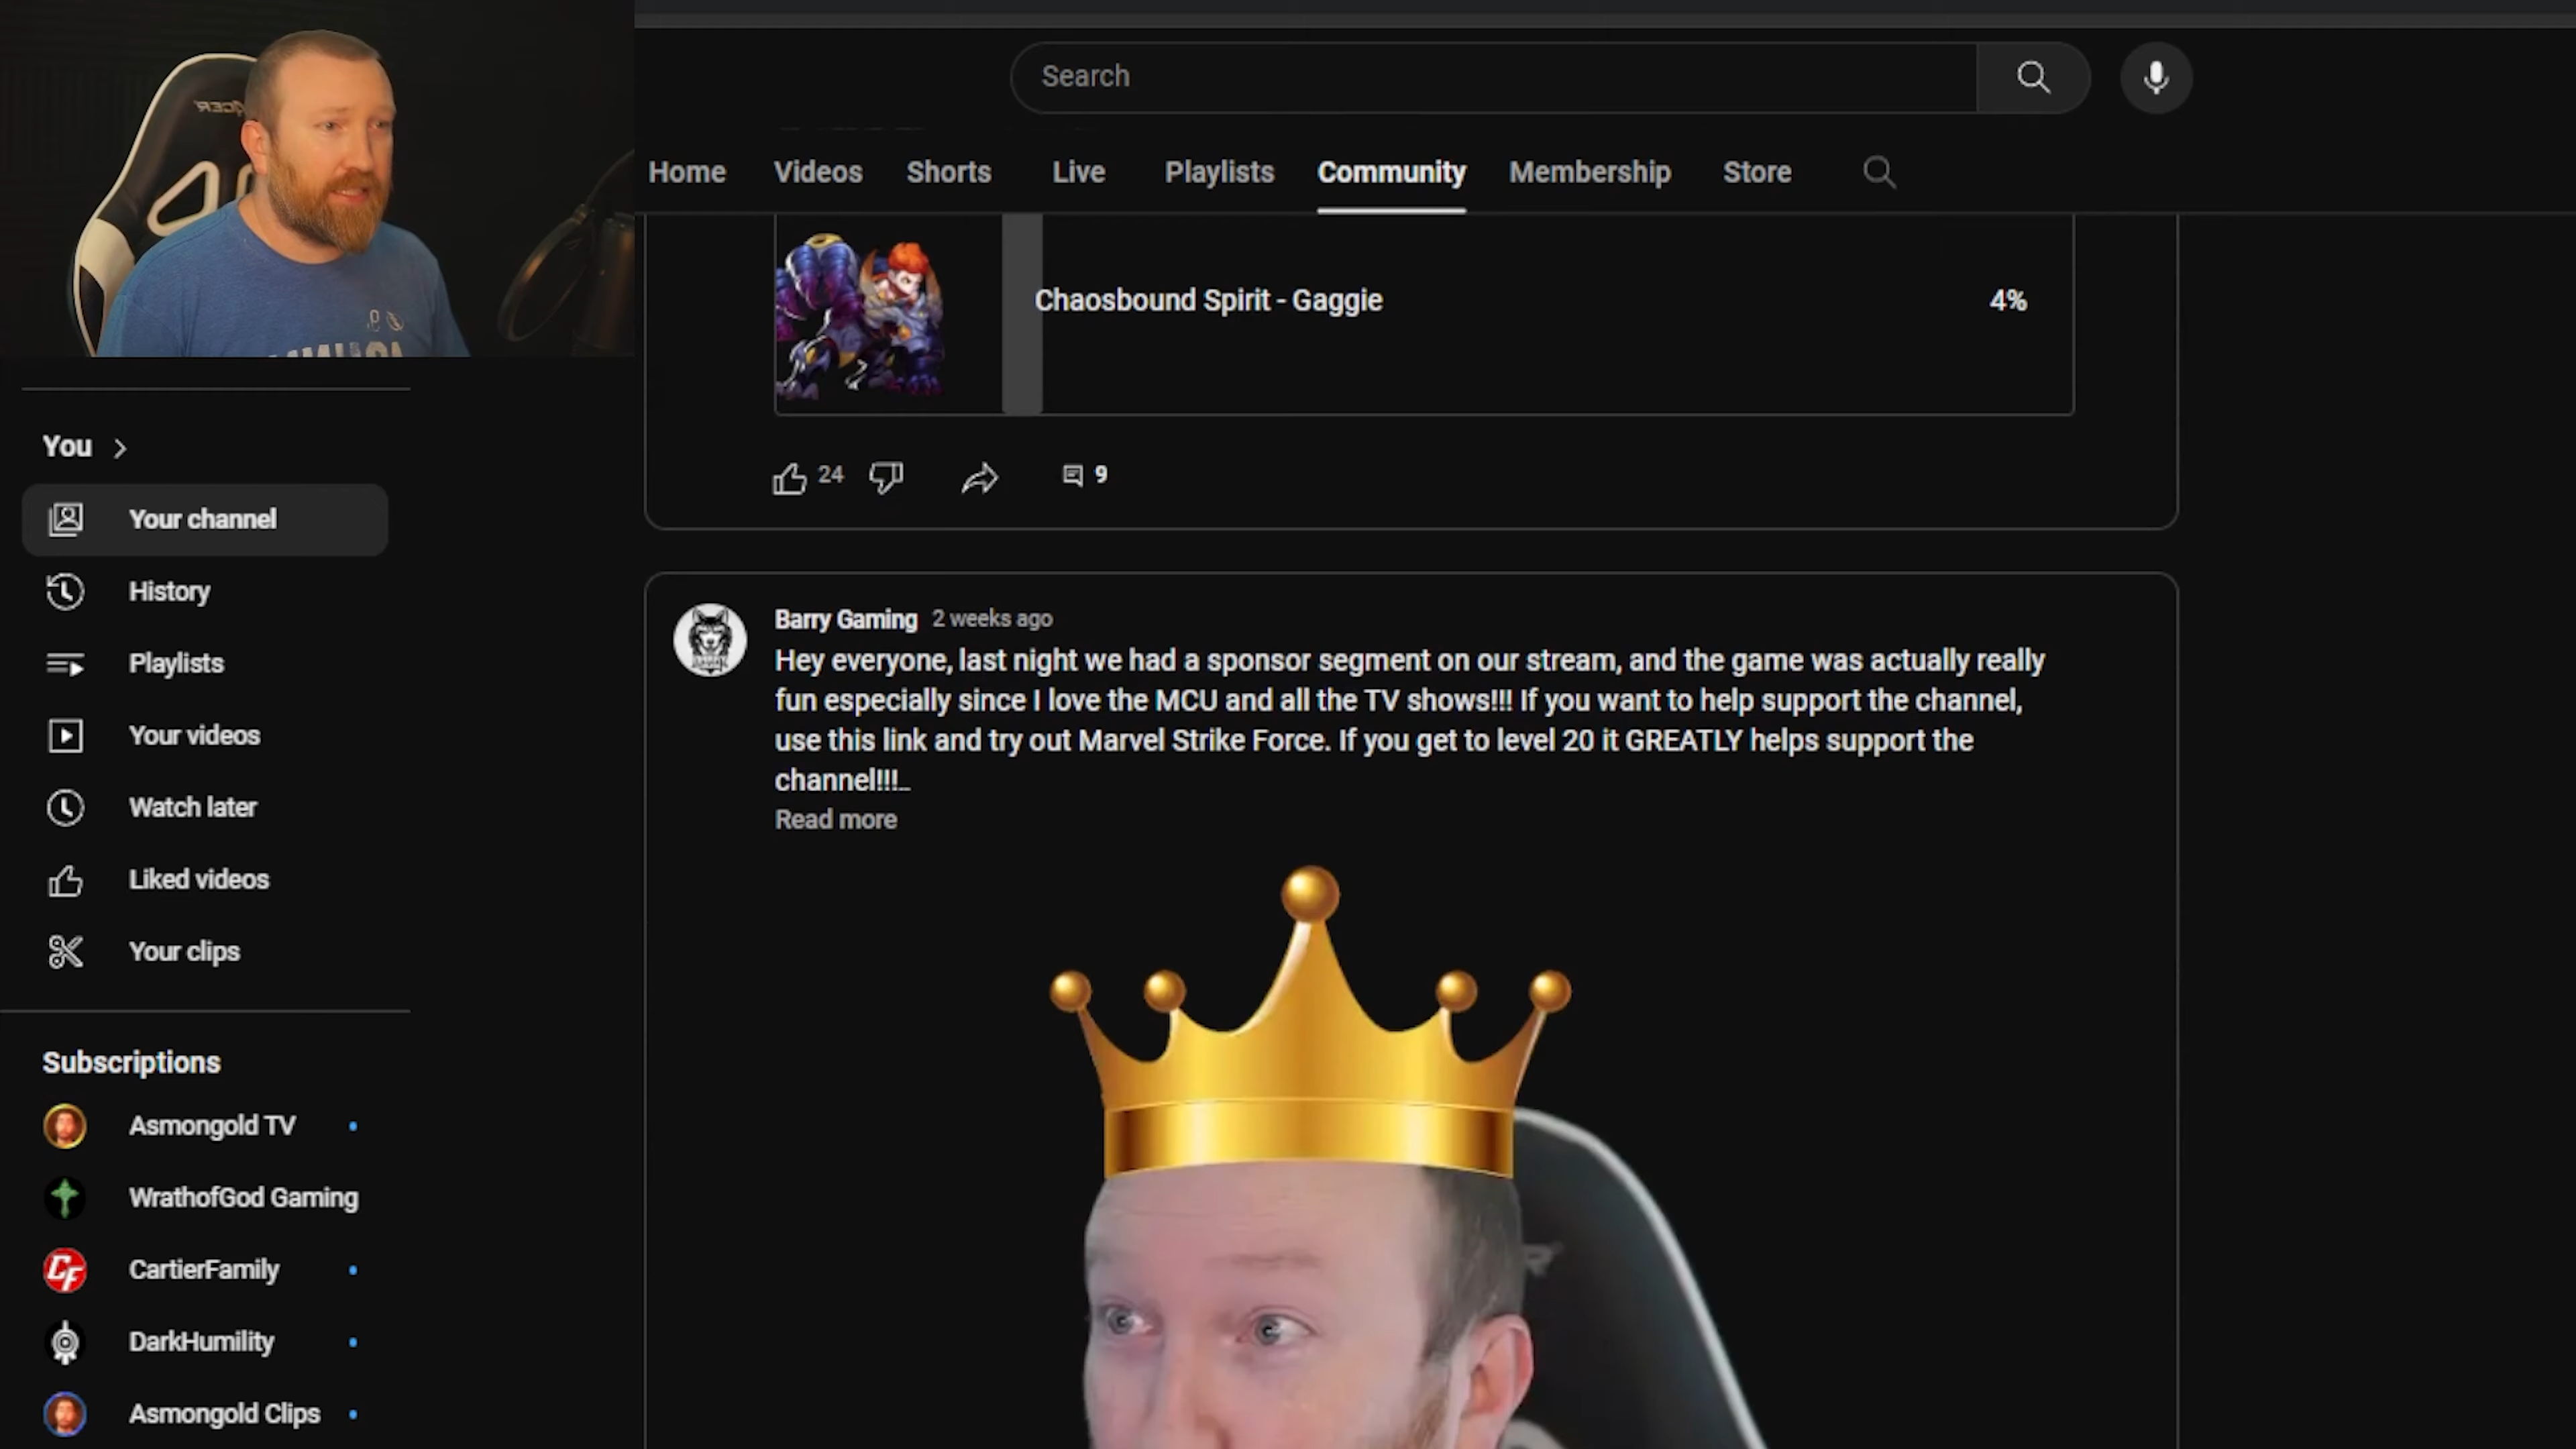 Search
Home Videos Shorts Live Playlists Community Membership Store
Chaosbound Spirit - Gaggie 4%
24 9
You
Your channel
History
Playlists
Your videos
Watch later
Liked videos
Your clips
Subscriptions
Asmongold TV
WrathofGod Gaming
CartierFamily
DarkHumility
Asmongold Clips
Barry Gaming 2 weeks ago
Hey everyone, last night we had a sponsor segment on our stream, and the game was actually really
fun especially since I love the MCU and all the TV shows!!! If you want to help support the channel,
use this link and try out Marvel Strike Force. If you get to level 20 it GREATLY helps support the
channel!!!...
Read more
CF